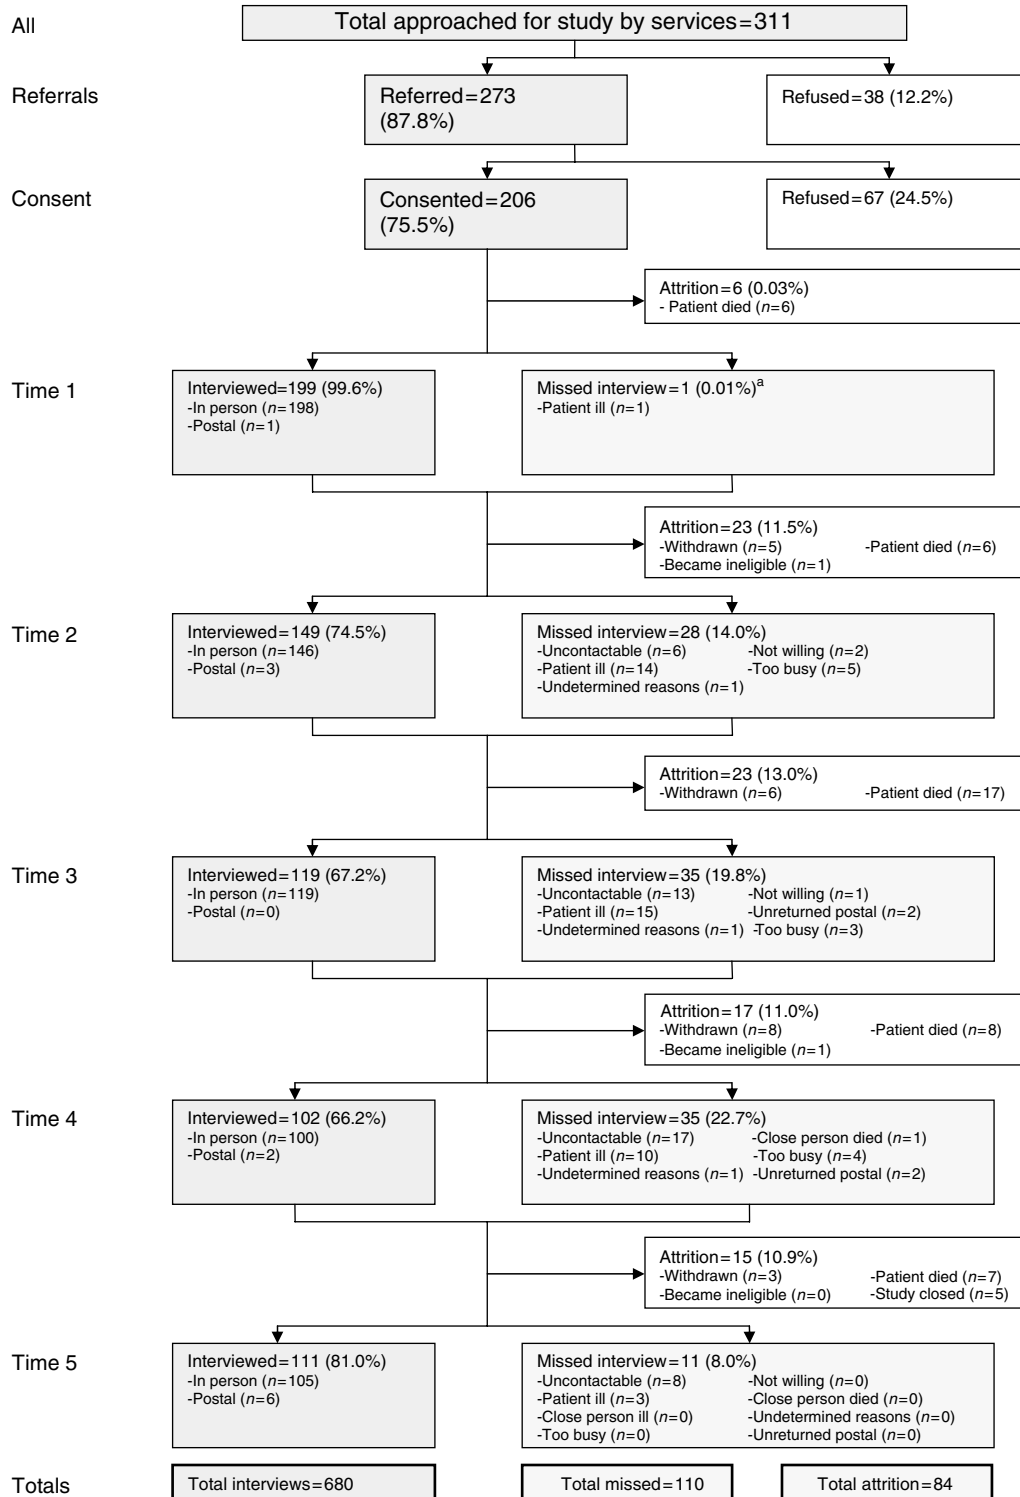 All
Total approached for study by services=311
Referrals
Referred=273
(87.8%)
Refused=38 (12.2%)
Consent
Consented=206
(75.5%)
Refused=67 (24.5%)
Attrition=6 (0.03%)
- Patient died (n=6)
Time 1
Interviewed=199 (99.6%)
-In person (n=198)
-Postal (n=1)
Missed interview=1 (0.01%)a
-Patient ill (n=1)
Attrition=23 (11.5%)
-Withdrawn (n=5) -Patient died (n=6)
-Became ineligible (n=1)
Time 2
Interviewed=149 (74.5%)
-In person (n=146)
-Postal (n=3)
Missed interview=28 (14.0%)
-Uncontactable (n=6) -Not willing (n=2)
-Patient ill (n=14) -Too busy (n=5)
-Undetermined reasons (n=1)
Attrition=23 (13.0%)
-Withdrawn (n=6) -Patient died (n=17)
Time 3
Interviewed=119 (67.2%)
-In person (n=119)
-Postal (n=0)
Missed interview=35 (19.8%)
-Uncontactable (n=13) -Not willing (n=1)
-Patient ill (n=15) -Unreturned postal (n=2)
-Undetermined reasons (n=1) -Too busy (n=3)
Attrition=17 (11.0%)
-Withdrawn (n=8) -Patient died (n=8)
-Became ineligible (n=1)
Time 4
Interviewed=102 (66.2%)
-In person (n=100)
-Postal (n=2)
Missed interview=35 (22.7%)
-Uncontactable (n=17) -Close person died (n=1)
-Patient ill (n=10) -Too busy (n=4)
-Undetermined reasons (n=1) -Unreturned postal (n=2)
Attrition=15 (10.9%)
-Withdrawn (n=3) -Patient died (n=7)
-Became ineligible (n=0) -Study closed (n=5)
Time 5
Interviewed=111 (81.0%)
-In person (n=105)
-Postal (n=6)
Missed interview=11 (8.0%)
-Uncontactable (n=8) -Not willing (n=0)
-Patient ill (n=3) -Close person died (n=0)
-Close person ill (n=0) -Undetermined reasons (n=0)
-Too busy (n=0) -Unreturned postal (n=0)
Totals
Total interviews=680
Total missed=110
Total attrition=84